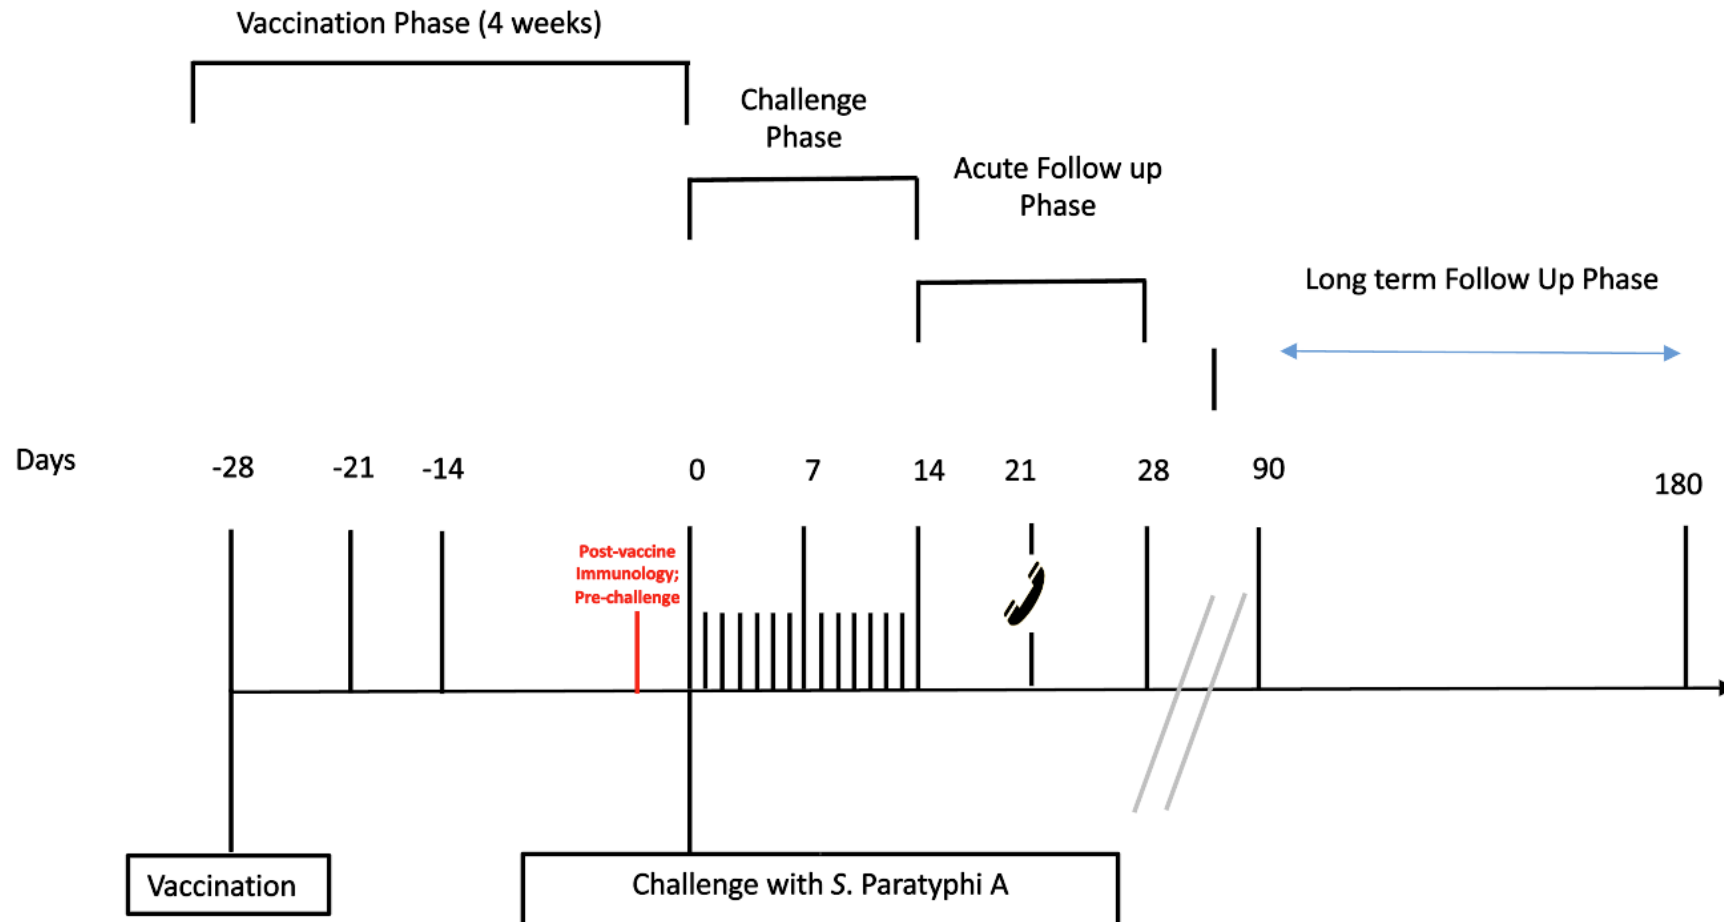 Vaccination Phase (4 weeks)
Challenge
Phase
Acute Follow up
Phase
Long term Follow Up Phase
Days
-28
-21
-14
0
7
14
21
28
90
180
Post-vaccine
Immunology;
Pre-challenge
Vaccination
Challenge with S. Paratyphi A